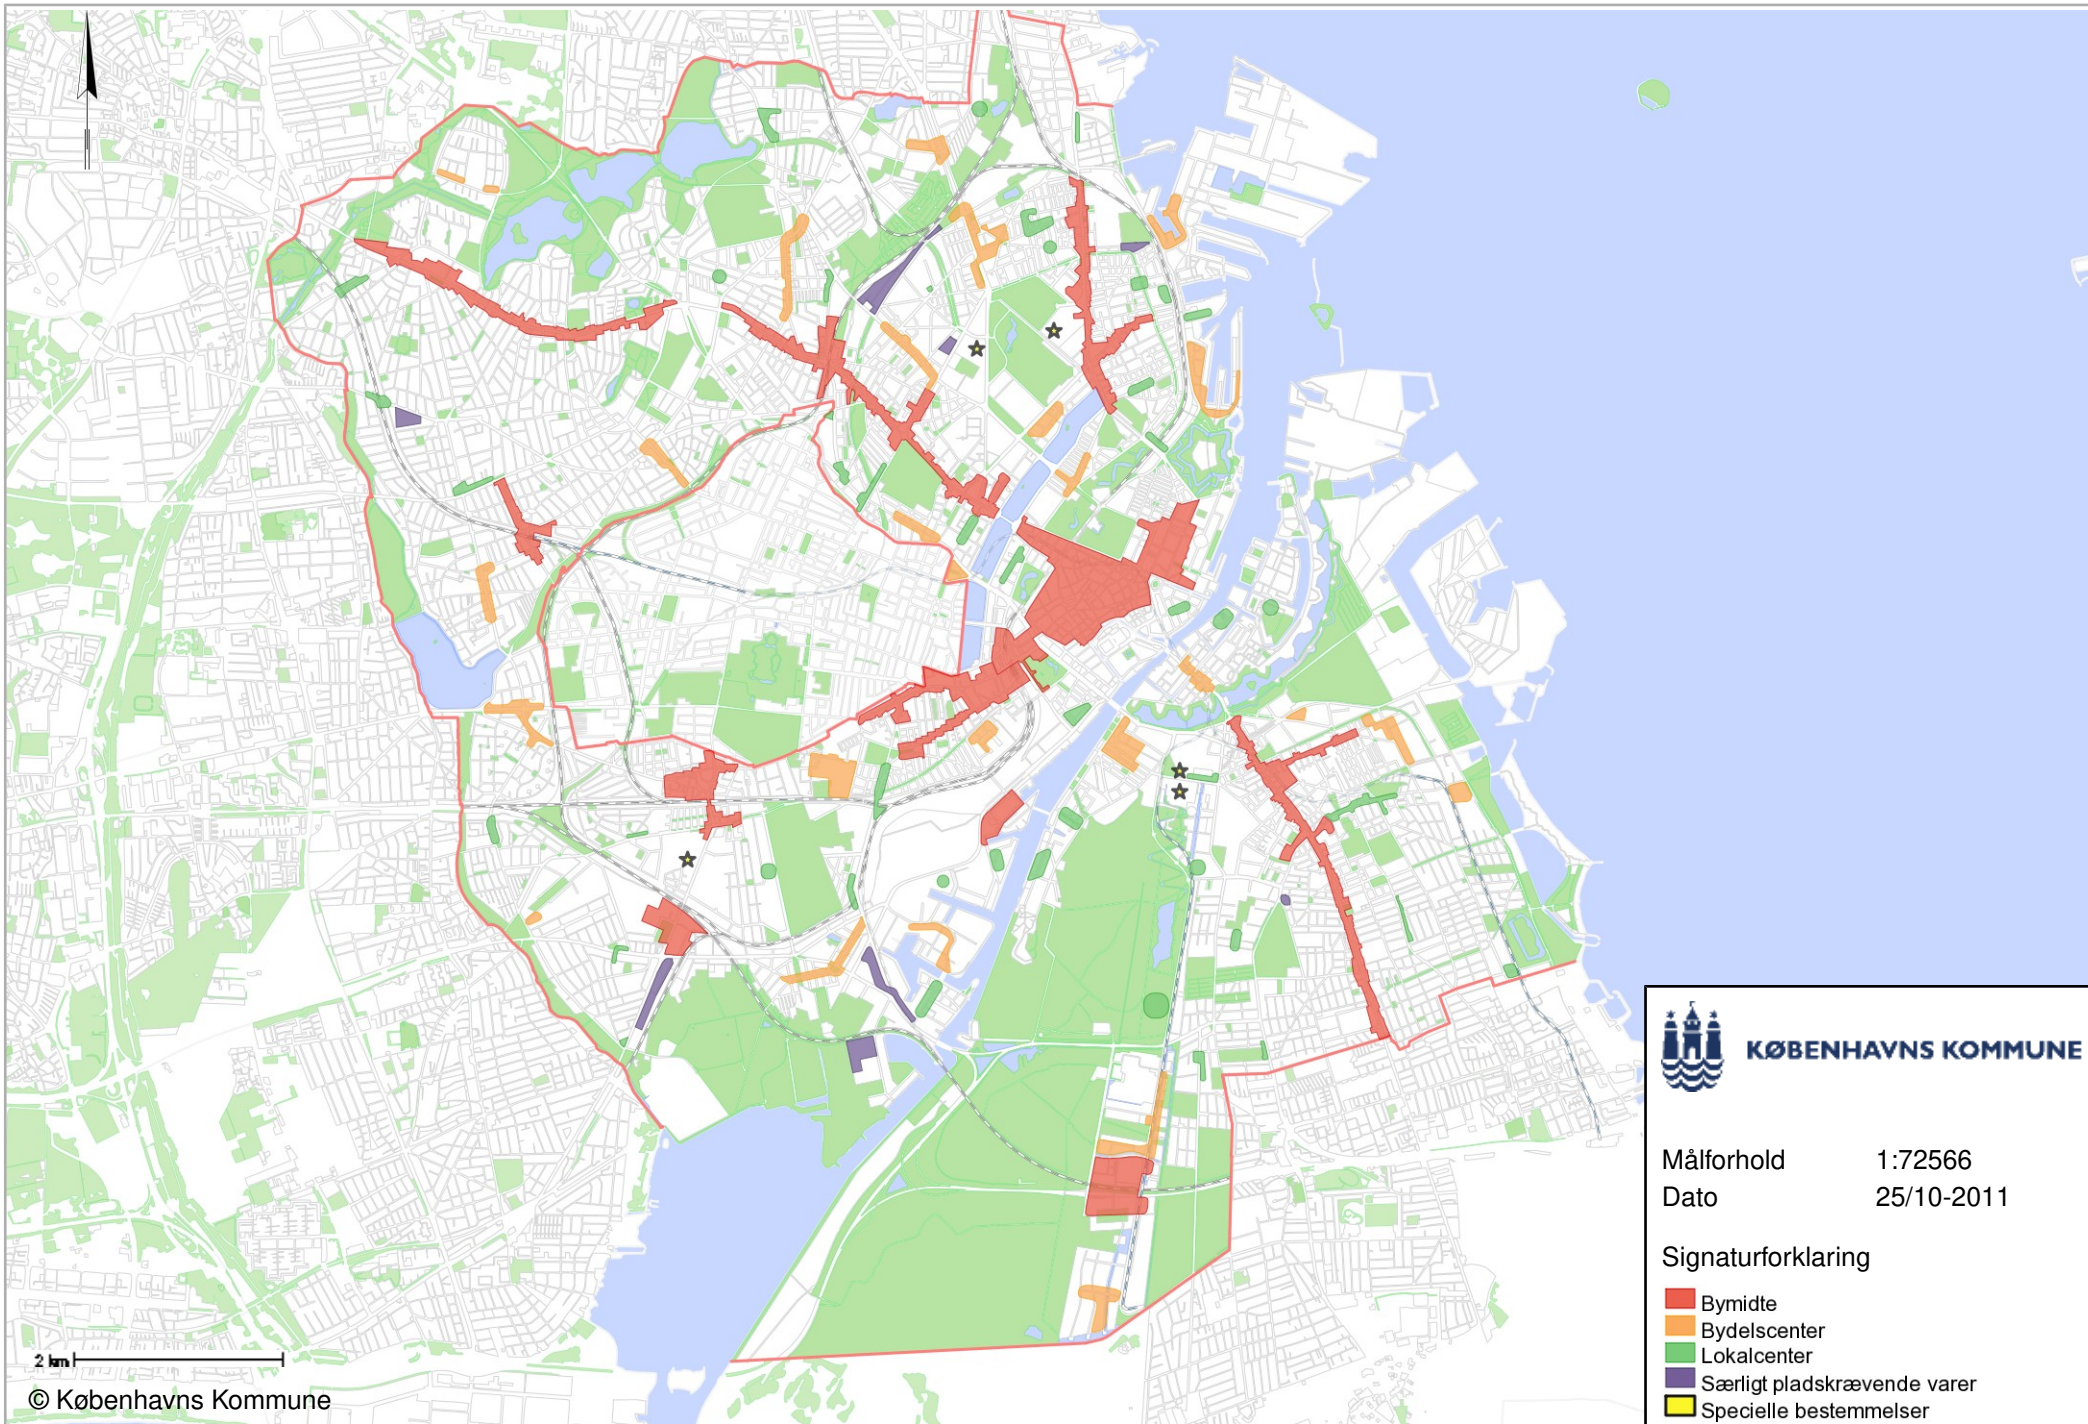 KØBENHAVNS KOMMUNE
Målforhold 1:72566
Dato 25/10-2011
Signaturforklaring
Bymidte
Bydelscenter
Lokalcenter
Særligt pladskrævende varer
Specielle bestemmelser
2 km
© Københavns Kommune